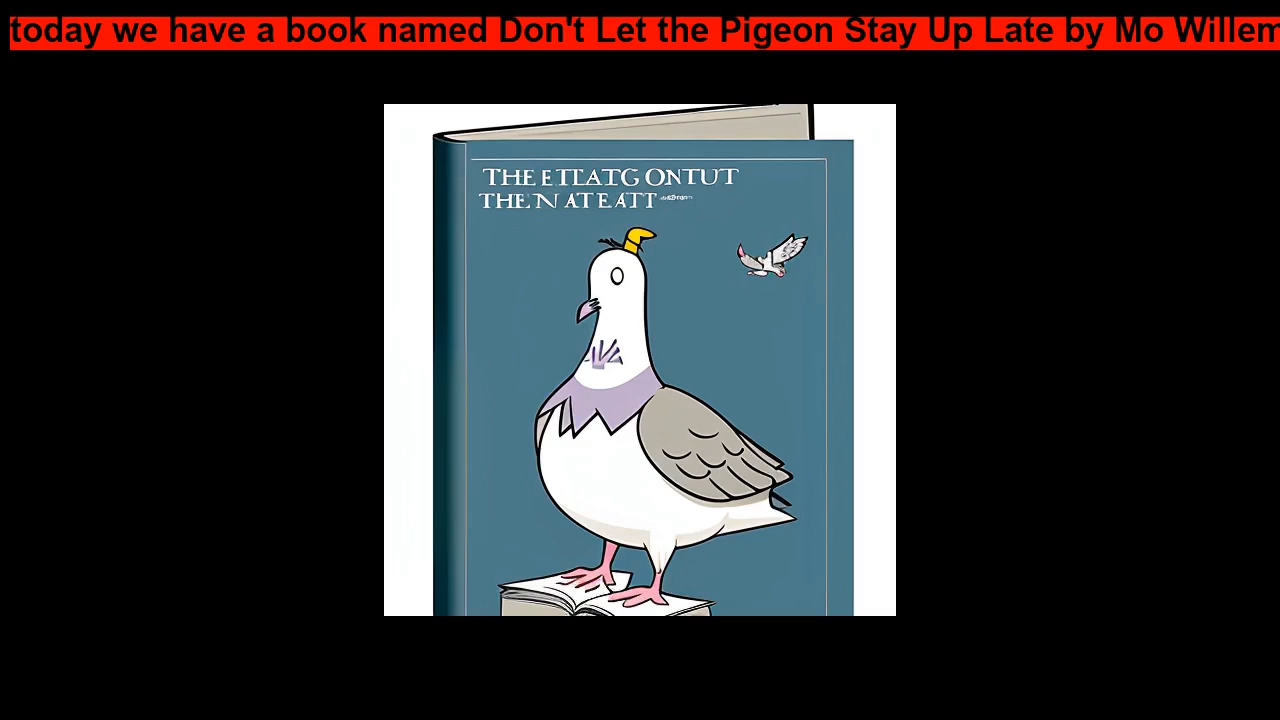 today we have a book named Don't Let the Pigeon Stay Up Late by Mo Willem
THE ETLATG ONTUT
THE'N ATEATT